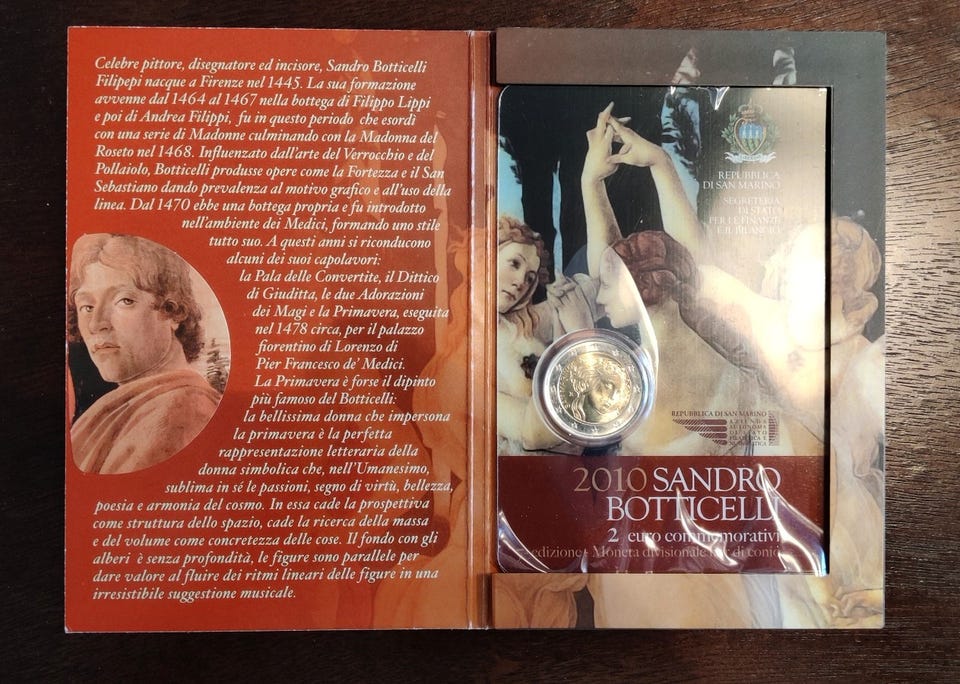 Celebre pittore, disegnatore ed incisore, Sandro Botticelli
Filipepi nacque a Firenze nel 1445. La sua formazione
avvenne dal 1464 al 1467 nella bottega di Filippo Lippi
e poi di Andrea Filippi, fu in questo periodo che esordì
con una serie di Madonne culminando con la Madonna del
Roseto nel 1468. Influenzato dall'arte del Verrocchio e del
Pollaiolo, Botticelli produsse opere come la Fortezza e il San
Sebastiano dando prevalenza al motivo grafico e all'uso della
linea. Dal 1470 ebbe una bottega propria e fu introdotto
nell'ambiente dei Medici, formando uno stile
tutto suo. A questi anni si riconducono
alcuni dei suoi capolavori:
la Pala delle Convertite, il Dittico
di Giuditta, le due Adorazioni
dei Magi e la Primavera, eseguita
nel 1478 circa, per il palazzo
fiorentino di Lorenzo di
Pier Francesco de' Medici.
La Primavera è forse il dipinto
più famoso del Botticelli:
la bellissima donna che impersona
la primavera è la perfetta
rappresentazione letteraria della
donna simbolica che, nell'Umanesimo,
sublima in sé le passioni, segno di virtù, bellezza,
poesia e armonia del cosmo. In essa cade la prospettiva
come struttura dello spazio, cade la ricerca della massa
e del volume come concretezza delle cose. Il fondo con gli
alberi è senza profondità, le figure sono parallele per
dare valore al fluire dei ritmi lineari delle figure in una
irresistibile suggestione musicale.
REPUBBLICA
DI SAN MARINO
SEGRETERIA
DI STATO
PER LE FINANZE
E IL BILANCIO
REPUBBLICA DI SAN MARINO
AZIENDA
AUTONOMA
DI STATO
FILATELICA E
NUMISMATICA
2010 SANDRO
BOTTICELLI
2 euro commemorativi
edizione Moneta divisionale di conio